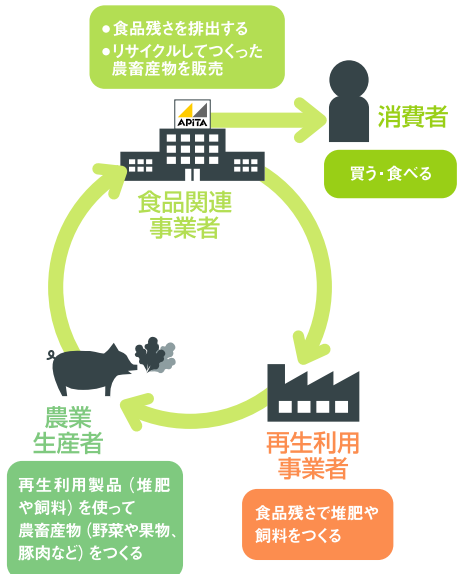 ●食品残さを排出する
●リサイクルしてつくった
農畜産物を販売
APiTA
消費者
買う・食べる
食品関連
事業者
農業
生産者
再生利用製品（堆肥
や飼料）を使って
農畜産物（野菜や果物、
豚肉など）をつくる
再生利用
事業者
食品残さで堆肥や
飼料をつくる